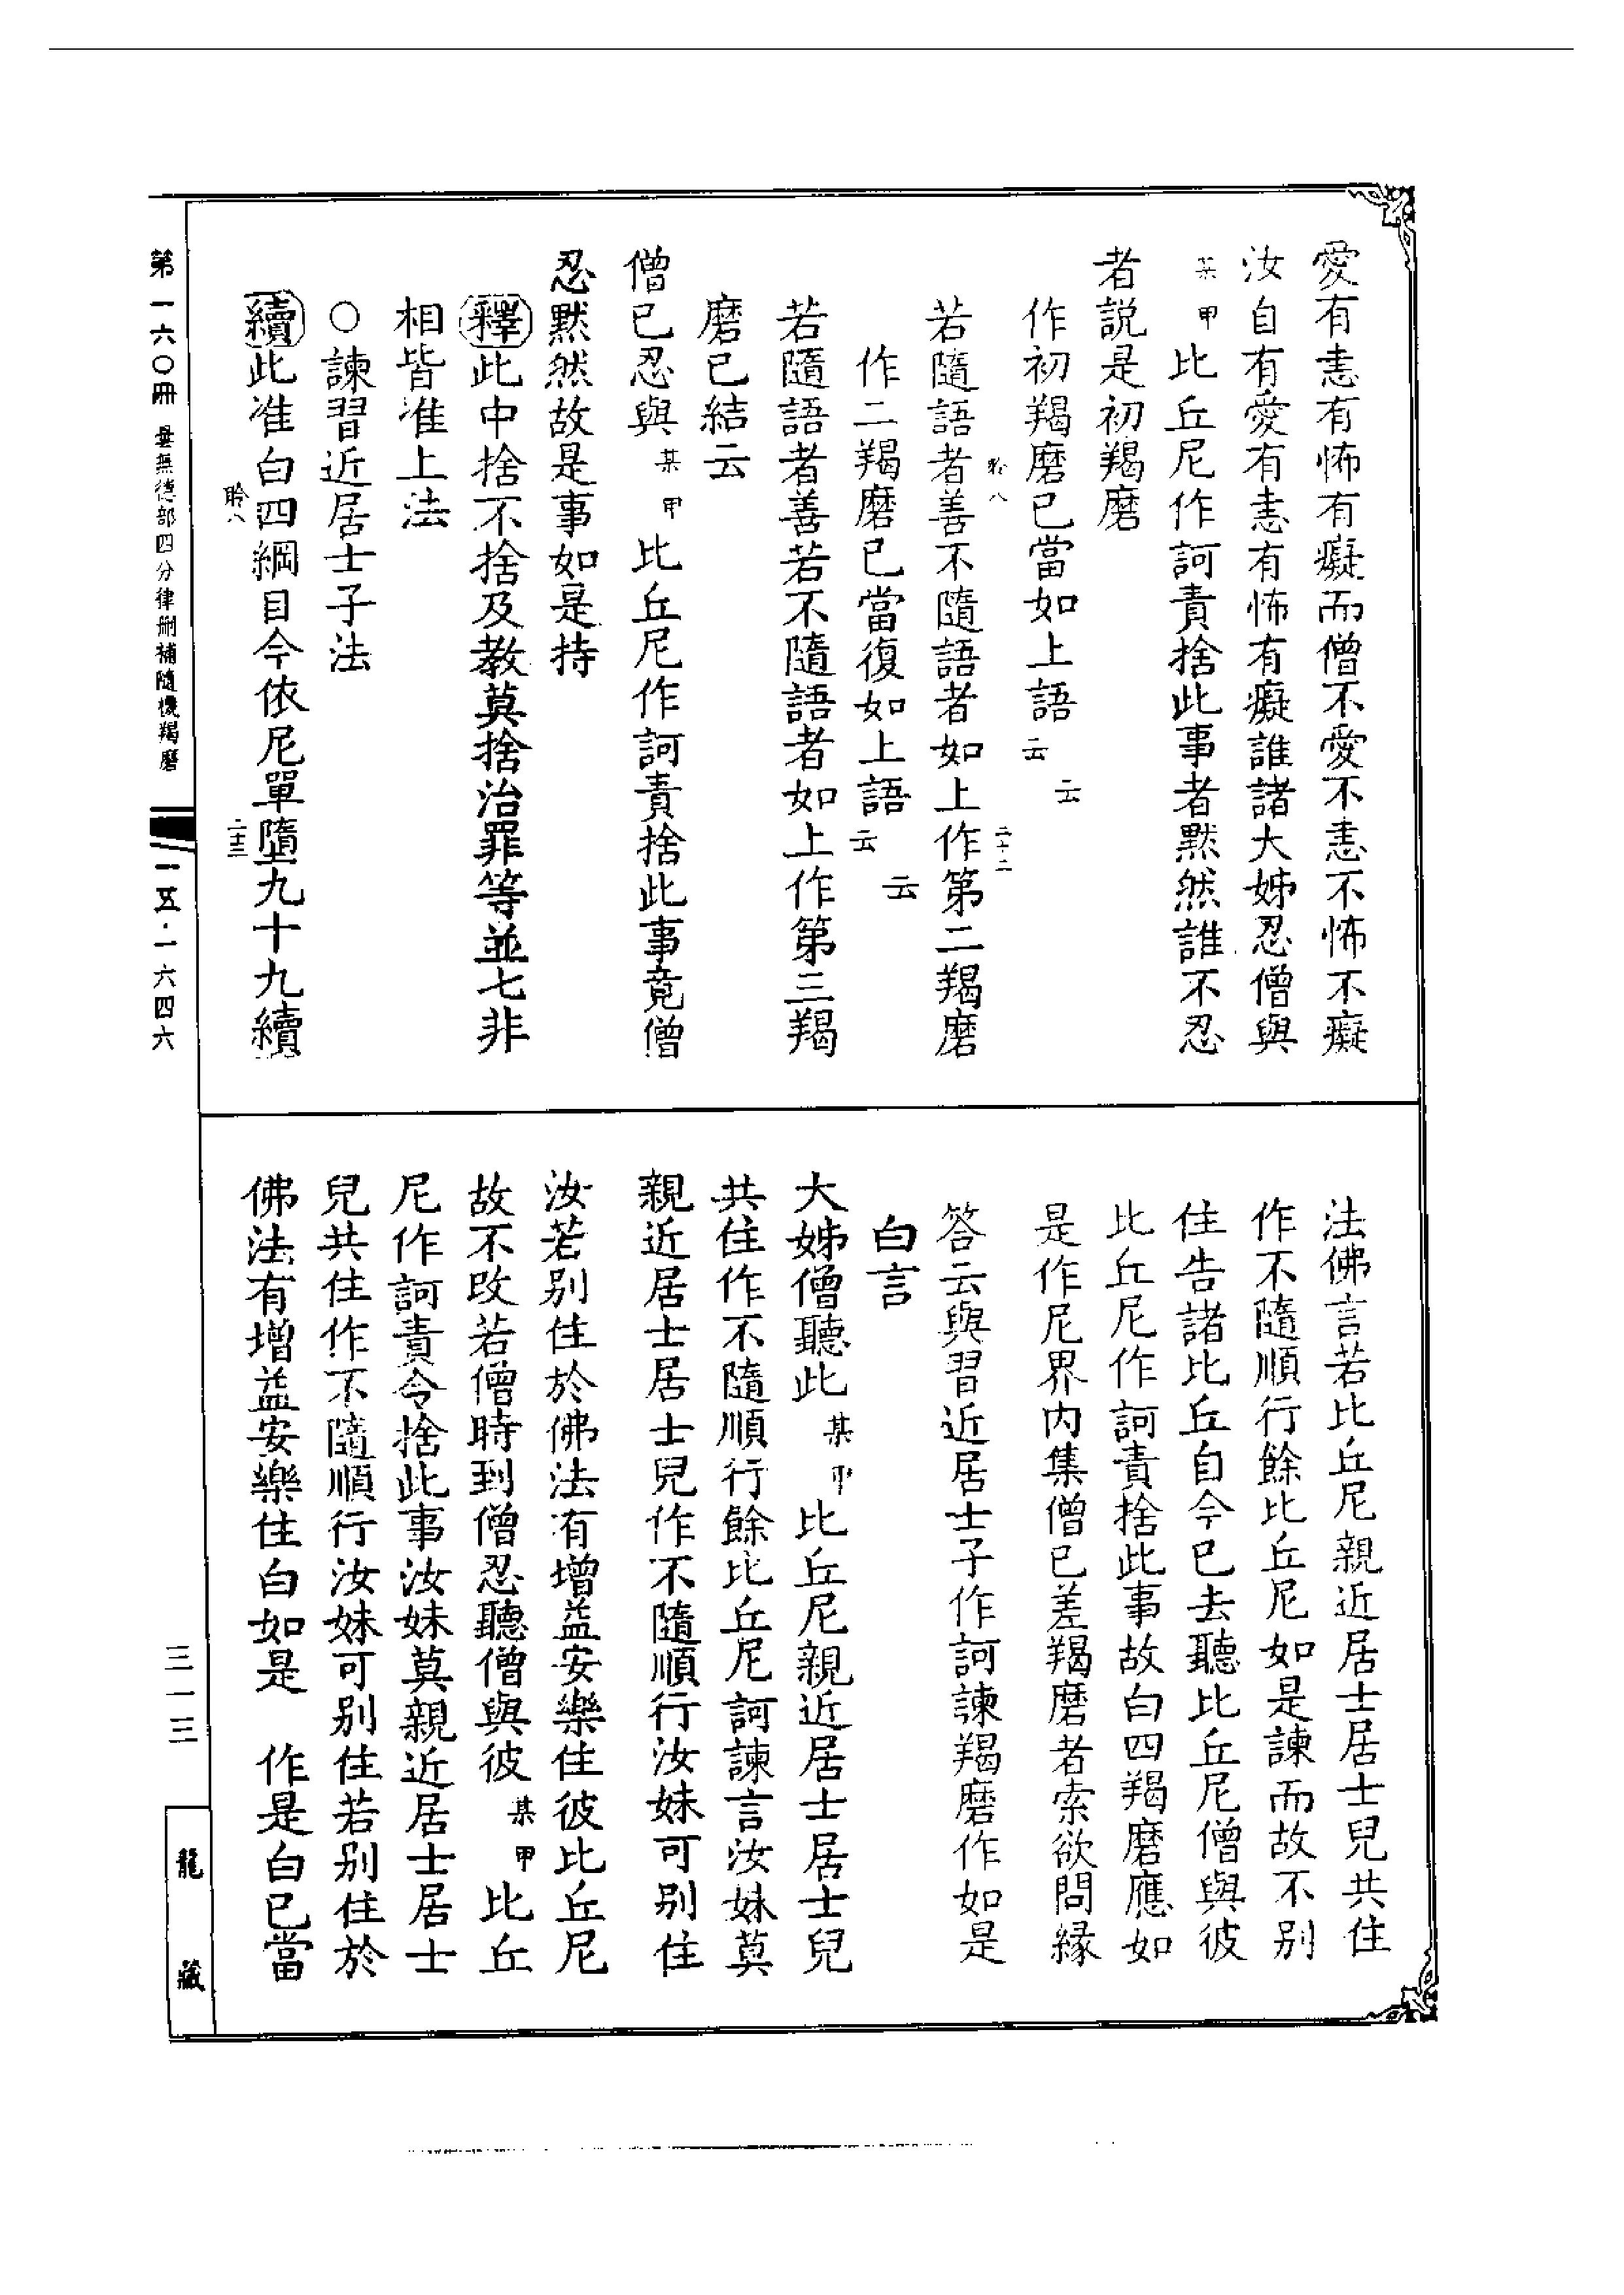 愛有恚有怖有癡而僧不愛不恚不怖不癡
汝自有愛有恚有怖有癡誰諸大姊忍僧與
某甲比丘尼作訶責捨此事者默然誰不忍
者説是初羯磨
作初羯磨已當如上語云云
聆八
二十二
若隨語者善不隨語者如上作第二羯磨
作二羯磨已當復如上語云云
若隨語者善若不隨語者如上作第三羯
磨已結云
僧已忍與某甲比丘尼作訶責捨此事竟僧
忍默然故是事如是持
釋此中捨不捨及教莫捨治罪等並七非
相皆准上法
○諫習近居士子法
續此准白四綱目今依尼單墮九十九續
聆八
二十三
法佛言若比丘尼親近居士居士兒共住
作不隨順行餘比丘尼如是諫而故不别
住告諸比丘自今已去聽比丘尼僧與彼
比丘尼作訶責捨此事故白四羯磨應如
是作尼界内集僧已差羯磨者索欲問緣
答云與習近居士子作訶諫羯磨作如是
白言
大姊僧聽此某甲比丘尼親近居士居士兒
共住作不隨順行餘比丘尼訶諫言汝妹莫
親近居士居士兒作不隨順行汝妹可别住
汝若别住於佛法有增益安樂住彼比丘尼
故不改若僧時到僧忍聽僧與彼某甲比丘
尼作訶責令捨此事汝妹莫親近居士居士
兒共住作不隨順行汝妹可别住若别住於
佛法有增益安樂住白如是 作是白已當
第一六〇冊 曇無德部四分律刪補隨機羯磨
一五·一六四六
三一三
龍藏